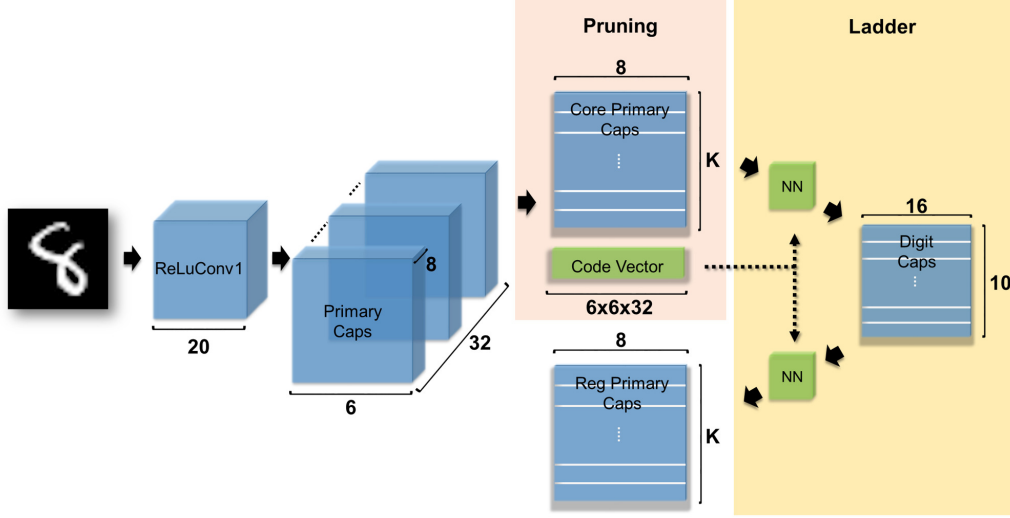 Pruning
Ladder
8
Core Primary
Caps
K
NN
16
Digit
Caps
10
ReLuConv1
20
8
Primary
Caps
32
6
Code Vector
6x6x32
8
Reg Primary
Caps
K
NN